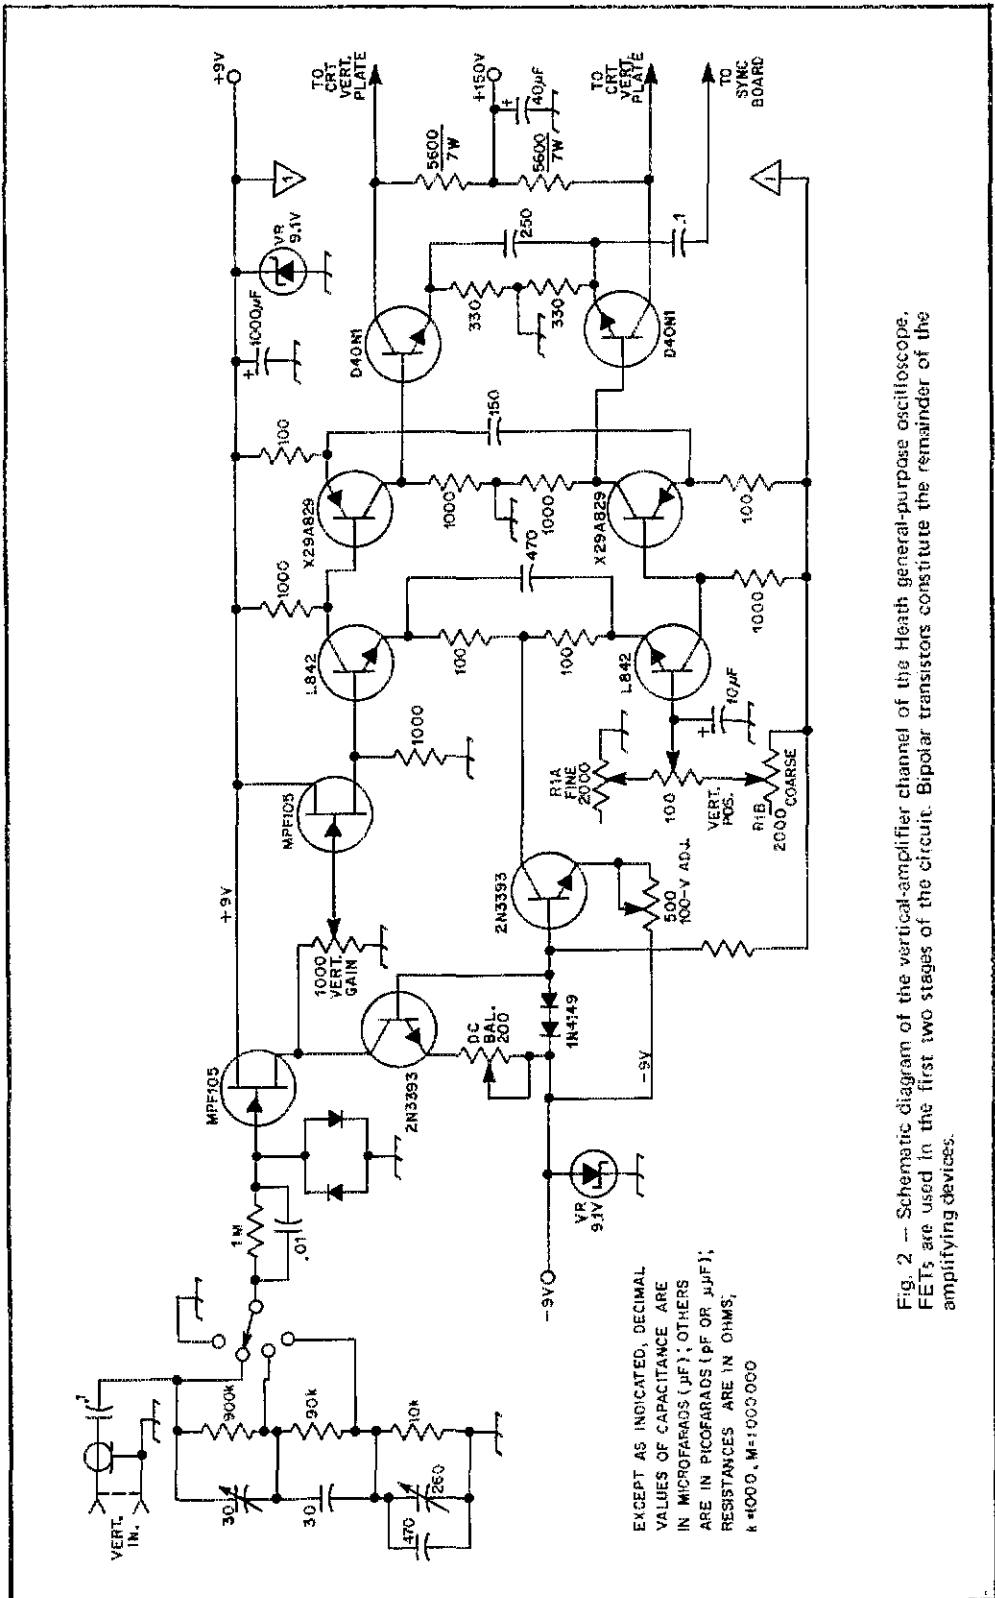 +9V
TO
CRT
VERT.
PLATE
+150V
40µF
+
TO
CRT
VERT.
PLATE
TO
SYNC
BOARD
5600
7W
5600
7W
1
1
VR
9.1V
1000µF
+
250
.1
330
330
D40N1
D40N1
100
150
X29A829
1000
1000
X29A829
100
1000
470
L842
100
100
L842
1000
1000
10µF
+
R1A
FINE
2000
100
VERT.
POS.
R1B
2000
COARSE
MPF105
+9V
1000
VERT.
GAIN
2N3393
500
100-V ADJ.
MPF105
2N3393
DC
BAL.
200
1N4149
-9V
1M
.01
VR
9.1V
-9V
.1
VERT.
IN.
900k
90k
10k
30
30
470
260
EXCEPT AS INDICATED, DECIMAL
VALUES OF CAPACITANCE ARE
IN MICROFARADS (µF); OTHERS
ARE IN PICOFARADS (pF OR µµF);
RESISTANCES ARE IN OHMS;
k=1000, M=1000000
Fig. 2 — Schematic diagram of the vertical-amplifier channel of the Heath general-purpose oscilloscope.
FETs are used in the first two stages of the circuit. Bipolar transistors constitute the remainder of the
amplifying devices.